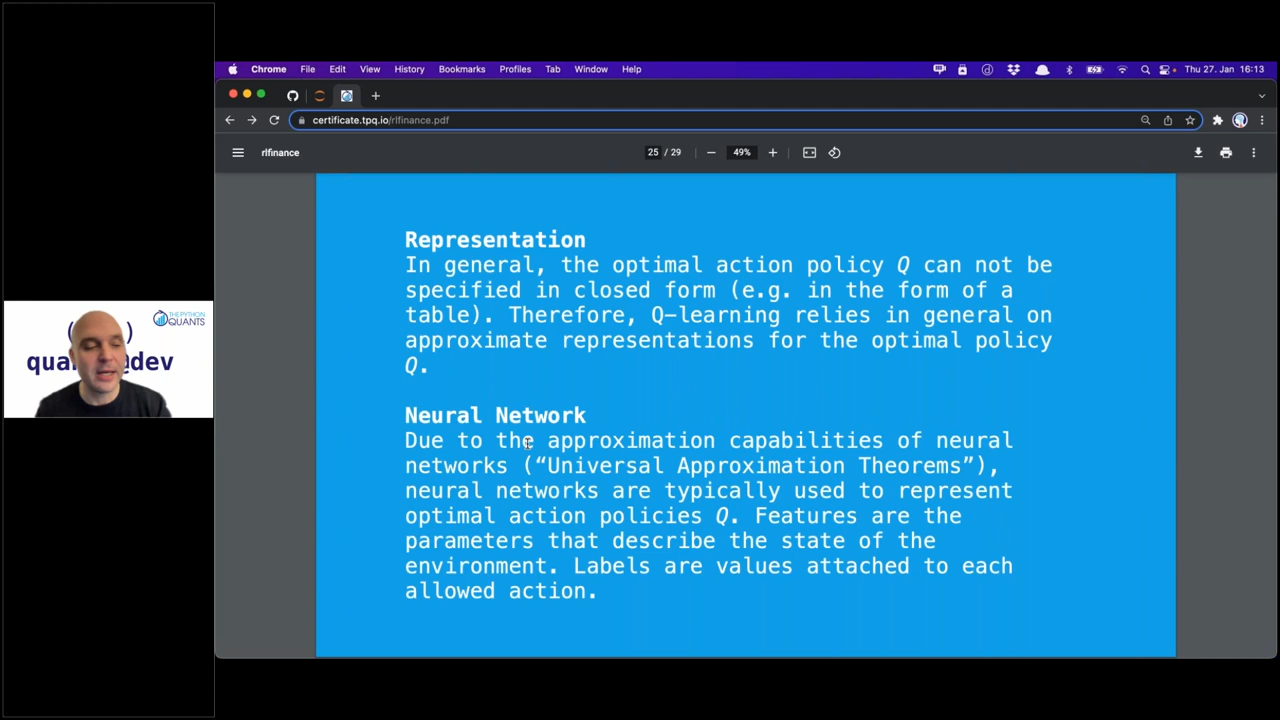 Chrome File Edit View History Bookmarks Profiles Tab Window Help Thu 27. Jan 16:13
certificate.tpq.io/rlfinance.pdf
rlfinance 25 / 29 49%
Representation
In general, the optimal action policy Q can not be
specified in closed form (e.g. in the form of a
table). Therefore, Q-learning relies in general on
approximate representations for the optimal policy
Q.
Neural Network
Due to the approximation capabilities of neural
networks (“Universal Approximation Theorems”),
neural networks are typically used to represent
optimal action policies Q. Features are the
parameters that describe the state of the
environment. Labels are values attached to each
allowed action.
THE PYTHON
QUANTS